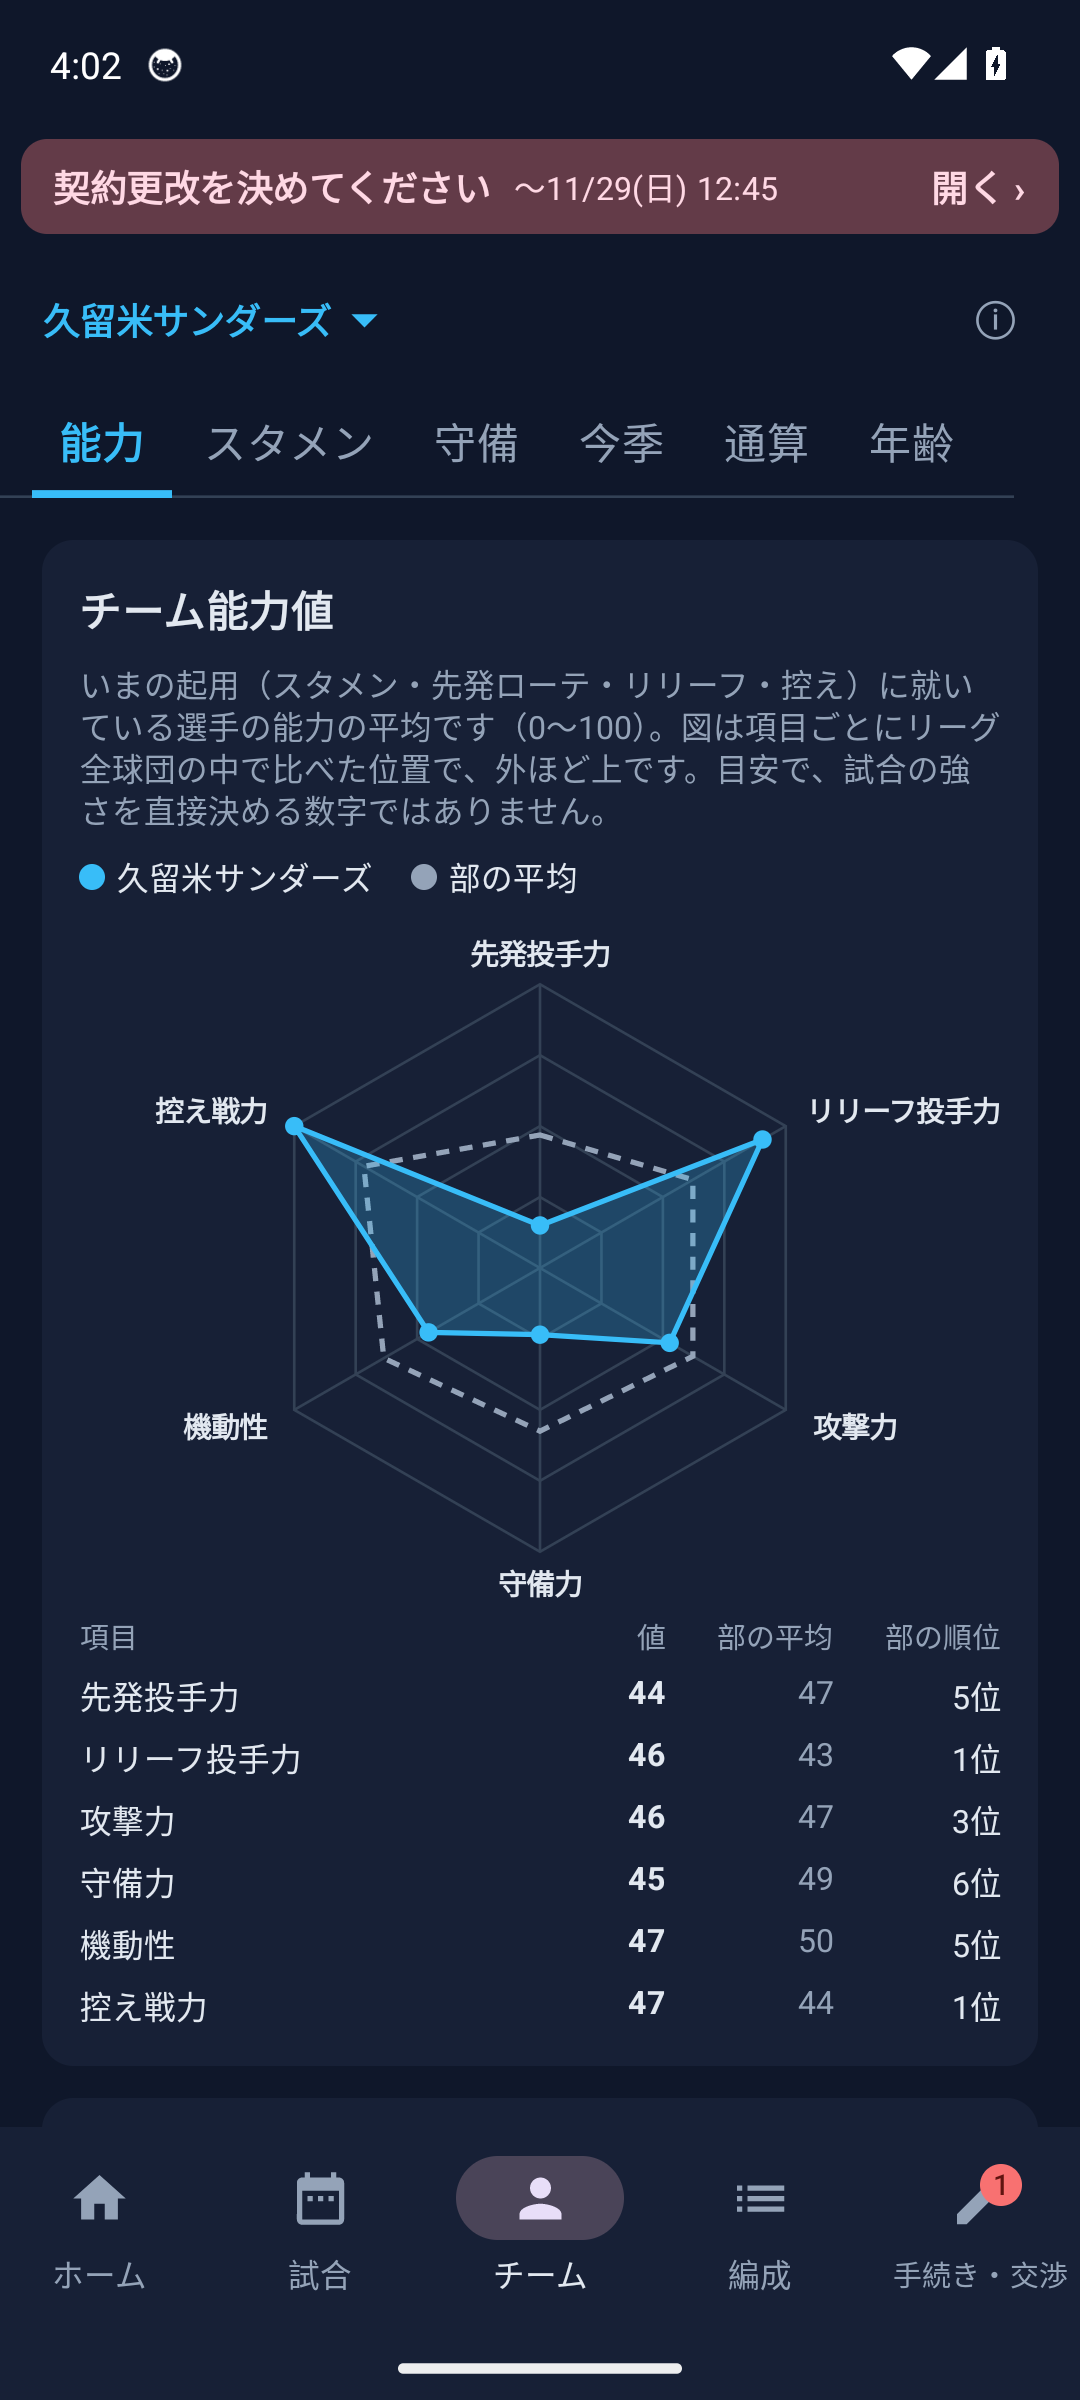 4:02
契約更改を決めてください ～11/29(日) 12:45 開く ›
久留米サンダーズ
能力 スタメン 守備 今季 通算 年齢
チーム能力値
いまの起用（スタメン・先発ローテ・リリーフ・控え）に就い
ている選手の能力の平均です（0〜100）。図は項目ごとにリーグ
全球団の中で比べた位置で、外ほど上です。目安で、試合の強
さを直接決める数字ではありません。
久留米サンダーズ 部の平均
先発投手力
控え戦力 リリーフ投手力
機動性 攻撃力
守備力
項目 値 部の平均 部の順位
先発投手力 44 47 5位
リリーフ投手力 46 43 1位
攻撃力 46 47 3位
守備力 45 49 6位
機動性 47 50 5位
控え戦力 47 44 1位
1
ホーム 試合 チーム 編成 手続き・交渉